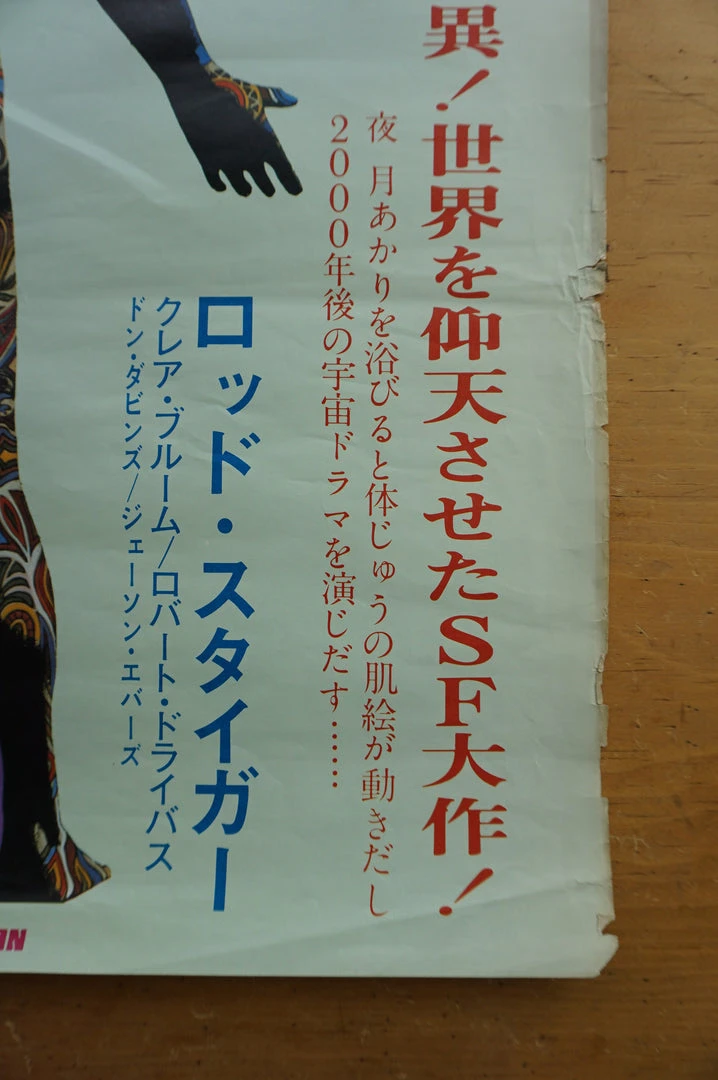 異！世界を仰天させたSF大作！
夜 月あかりを浴びると体じゅうの肌絵が動きだし
2000年後の宇宙ドラマを演じだす……
ロッド・スタイガー
クレア・ブルーム/ロバート・ドライバス
ドン・ダビンズ/ジェーソン・エバーズ